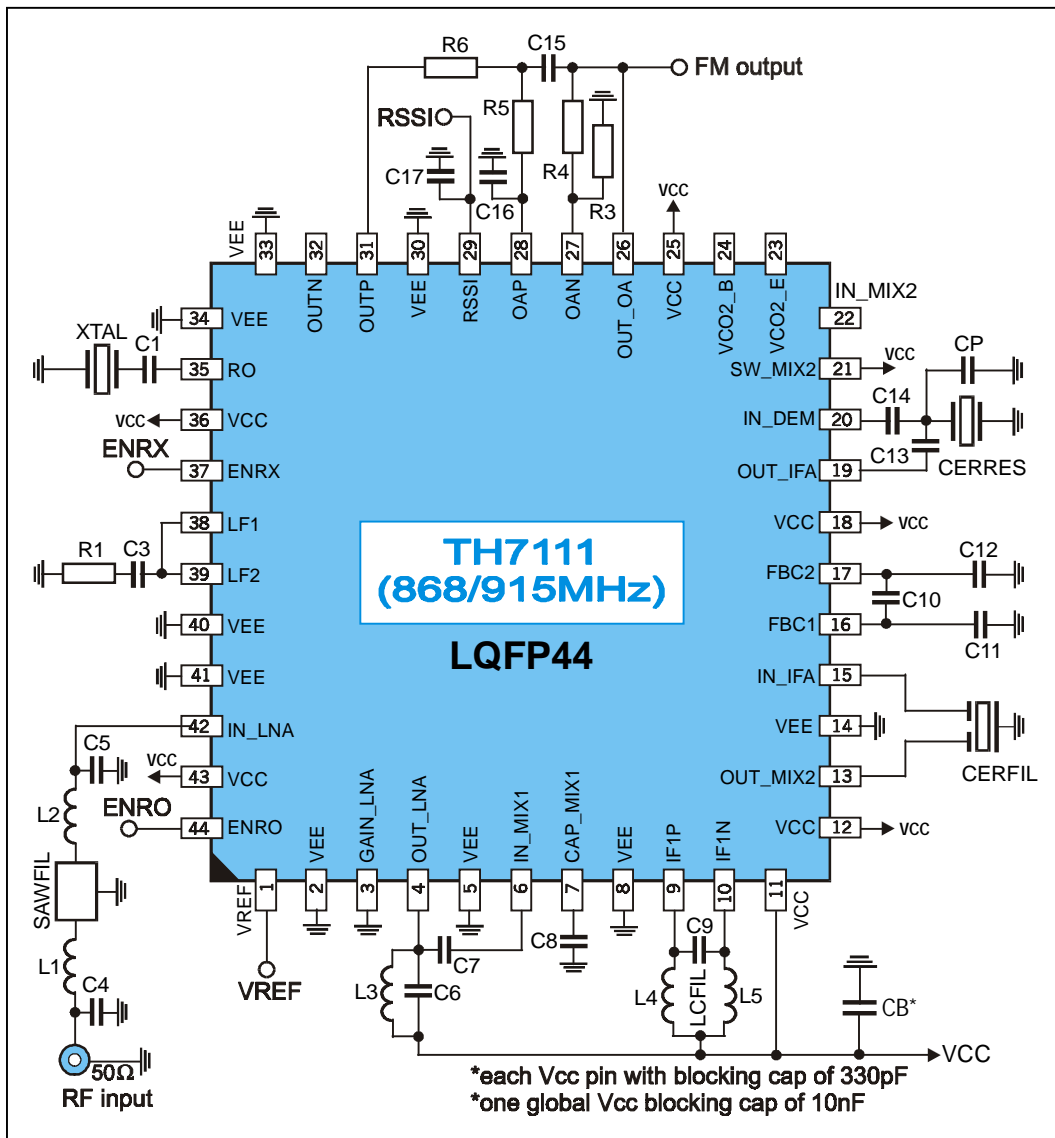 C15
R6
FM output
RSSI
R5
R4
C17
C16
R3
VCC
VEE
33
32
31
30
29
28
27
26
25
24
23
OUTN
OUTP
VEE
RSSI
OAP
OAN
OUT_OA
VCC
VCO2_B
VCO2_E
IN_MIX2
22
34
VEE
XTAL
C1
35
RO
SW_MIX2
21
VCC
CP
VCC
36
VCC
IN_DEM
20
C14
ENRX
37
ENRX
OUT_IFA
19
C13
CERRES
38
LF1
VCC
18
VCC
R1
C3
39
LF2
TH7111
(868/915MHz)
LQFP44
FBC2
17
C12
C10
40
VEE
FBC1
16
C11
41
VEE
IN_IFA
15
42
IN_LNA
VEE
14
C5
VCC
43
VCC
OUT_MIX2
13
CERFIL
L2
ENRO
44
ENRO
VCC
12
VCC
VEE
GAIN_LNA
OUT_LNA
VEE
IN_MIX1
CAP_MIX1
VEE
IF1P
IF1N
1
2
3
4
5
6
7
8
9
10
11
VREF
VCC
SAWFIL
L1
C4
VREF
L3
C6
C7
C8
C9
L4
LCFIL
L5
CB*
VCC
50Ω
RF input
*each Vcc pin with blocking cap of 330pF
*one global Vcc blocking cap of 10nF